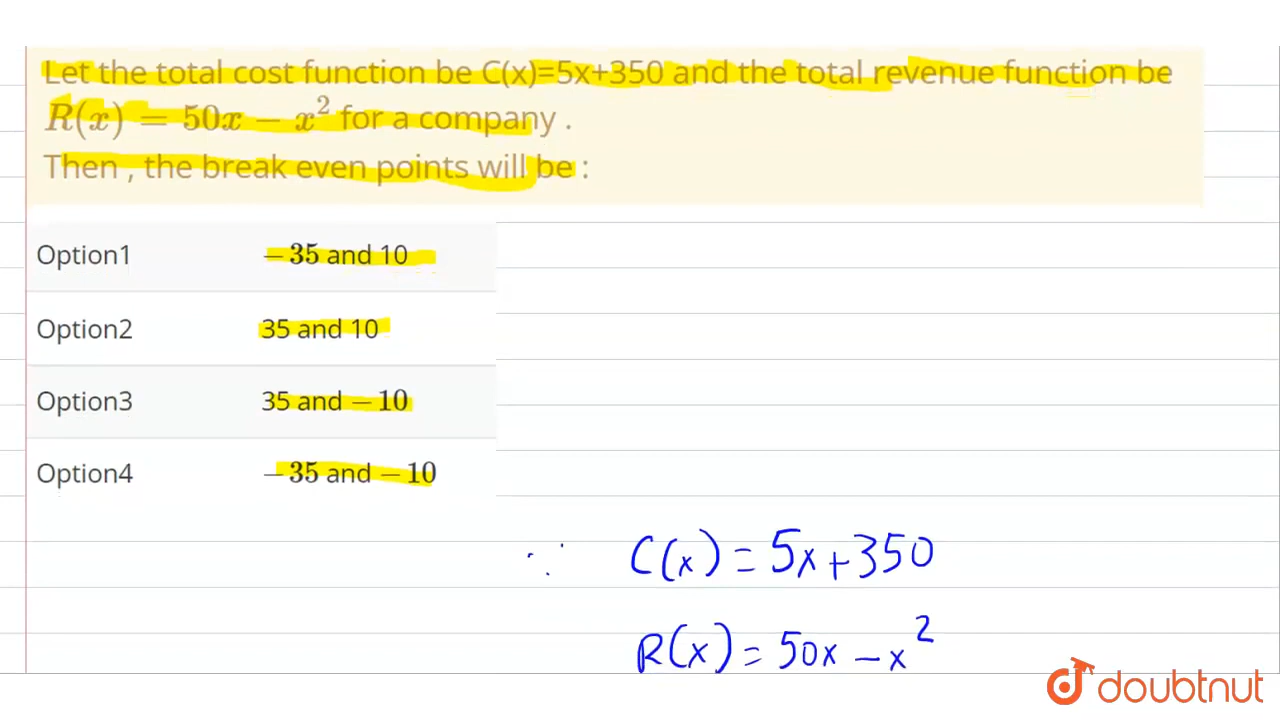 Let the total cost function be C(x)=5x+350 and the total revenue function be
R(x) = 50x − x² for a company .
Then , the break even points will be :
Option1 − 35 and 10
Option2 35 and 10
Option3 35 and − 10
Option4 − 35 and − 10
∵ C(x) = 5x+350
R(x) = 50x − x²
doubtnut